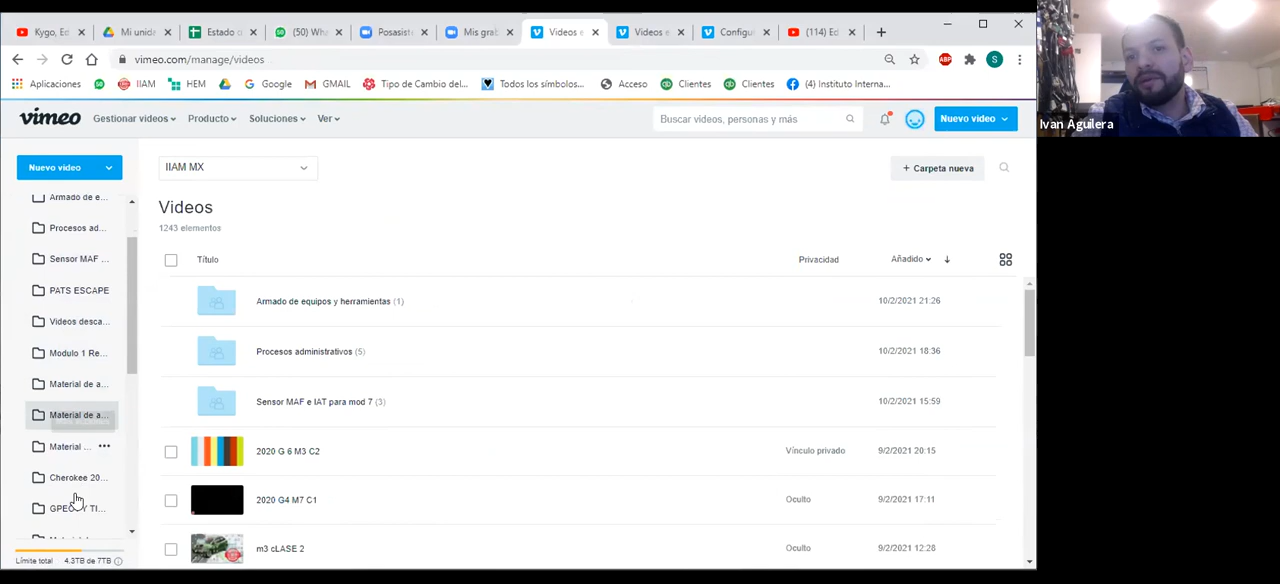 Kygo, Ed
Mi unida
Estado o
(50) Wha
Posasist
Mis grab
Videos e
Videos e
Configu
(114) Ed
vimeo.com/manage/videos
ABP
S
Aplicaciones
IIAM
HEM
Google
GMAIL
Tipo de Cambio del...
Todos los símbolos...
Acceso
Clientes
Clientes
(4) Instituto Interna...
Ivan Aguilera
vimeo
Gestionar vídeos
Producto
Soluciones
Ver
Buscar vídeos, personas y más
Nuevo vídeo
Nuevo vídeo
IIAM MX
+ Carpeta nueva
Armado de e...
Procesos ad...
Sensor MAF ...
PATS ESCAPE
Videos desca...
Modulo 1 Re...
Material de a...
Material de a...
Material ... •••
Cherokee 20...
Límite total 4.3TB de 7TB
Videos
1243 elementos
Título Privacidad Añadido
Armado de equipos y herramientas (1) 10/2/2021 21:26
Procesos administrativos (5) 10/2/2021 18:36
Sensor MAF e IAT para mod 7 (3) 10/2/2021 15:59
2020 G 6 M3 C2 Vínculo privado 9/2/2021 20:15
2020 G4 M7 C1 Oculto 9/2/2021 17:11
m3 cLASE 2 Oculto 9/2/2021 12:28